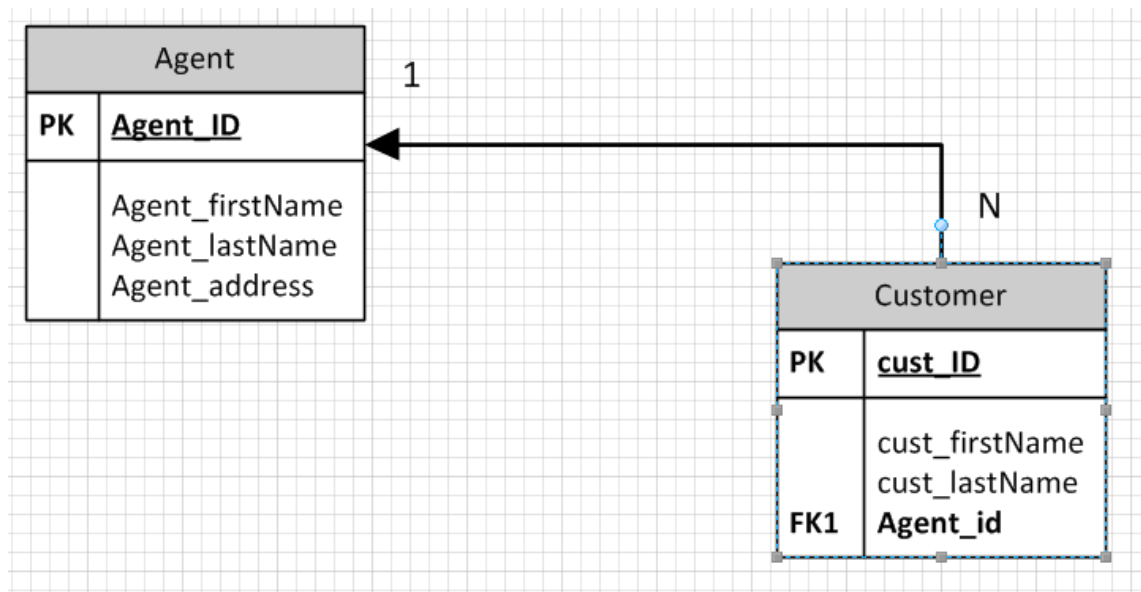 Agent
1
PK Agent_ID
Agent_firstName
Agent_lastName
Agent_address
N
Customer
PK cust_ID
cust_firstName
cust_lastName
FK1 Agent_id